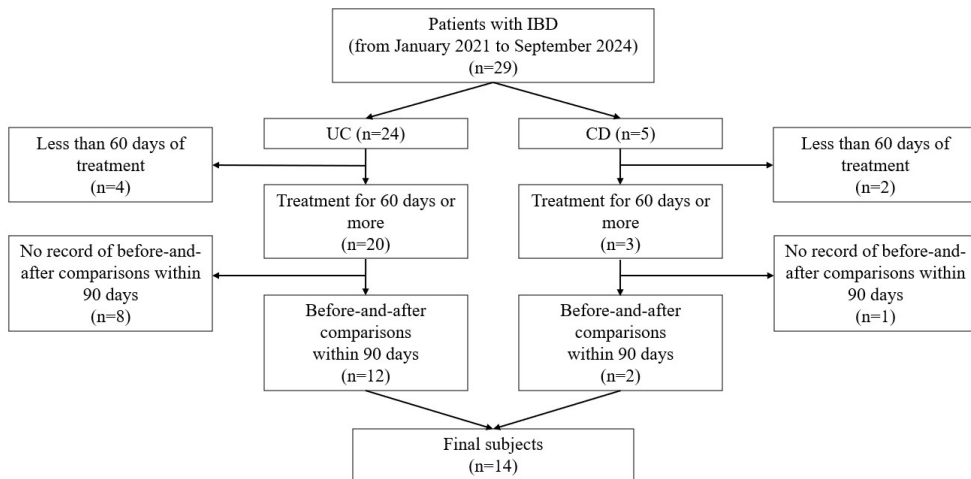 Patients with IBD
(from January 2021 to September 2024)
(n=29)
UC (n=24)
CD (n=5)
Less than 60 days of
treatment
(n=4)
Less than 60 days of
treatment
(n=2)
Treatment for 60 days or
more
(n=20)
Treatment for 60 days or
more
(n=3)
No record of before-and-
after comparisons within
90 days
(n=8)
No record of before-and-
after comparisons within
90 days
(n=1)
Before-and-after
comparisons
within 90 days
(n=12)
Before-and-after
comparisons
within 90 days
(n=2)
Final subjects
(n=14)